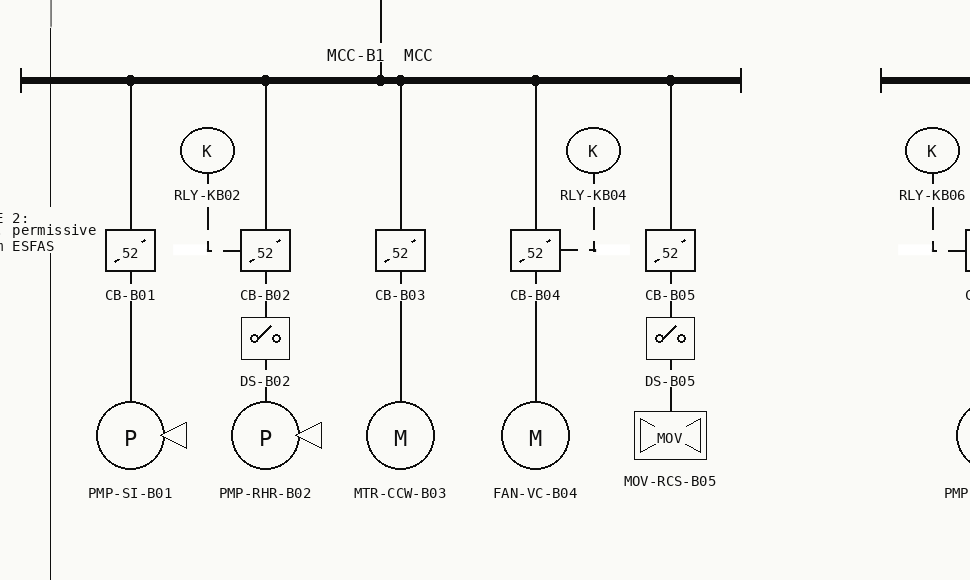 MCC-B1 MCC
K
K
K
RLY-KB02
RLY-KB04
RLY-KB06
2:
permissive
ESFAS
52
52
52
52
52
CB-B01
CB-B02
CB-B03
CB-B04
CB-B05
DS-B02
DS-B05
P
P
M
M
MOV
PMP-SI-B01
PMP-RHR-B02
MTR-CCW-B03
FAN-VC-B04
MOV-RCS-B05
PMP